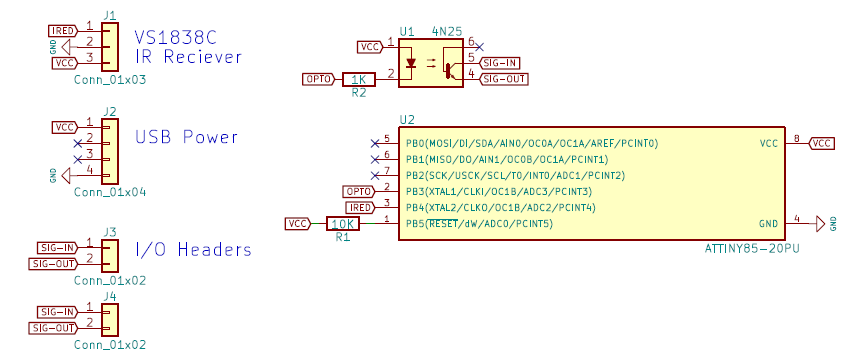 J1
IRED 1
GND 2
VCC 3
Conn_01x03
VS1838C
IR Reciever
J2
VCC 1
2
3
GND 4
Conn_01x04
USB Power
J3
SIG-IN 1
SIG-OUT 2
Conn_01x02
I/O Headers
J4
SIG-IN 1
SIG-OUT 2
Conn_01x02
U1 4N25
VCC 1
6
5 SIG-IN
OPTO 1K 2
4 SIG-OUT
R2
U2
5 PB0(MOSI/DI/SDA/AIN0/OC0A/OC1A/AREF/PCINT0) VCC 8 VCC
6 PB1(MISO/DO/AIN1/OC0B/OC1A/PCINT1)
7 PB2(SCK/USCK/SCL/T0/INT0/ADC1/PCINT2)
OPTO 2 PB3(XTAL1/CLKI/OC1B/ADC3/PCINT3)
IRED 3 PB4(XTAL2/CLKO/OC1B/ADC2/PCINT4)
VCC 10K 1 PB5(RESET/dW/ADC0/PCINT5) GND 4 GND
R1
ATTINY85-20PU